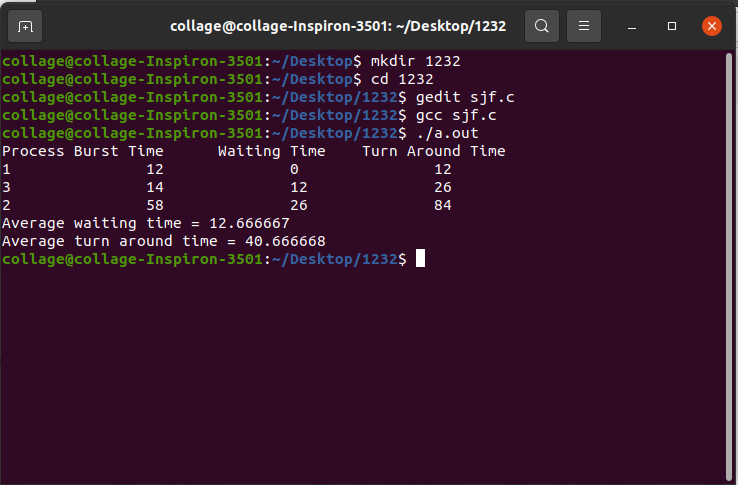 collage@collage-Inspiron-3501: ~/Desktop/1232
collage@collage-Inspiron-3501:~/Desktop$ mkdir 1232
collage@collage-Inspiron-3501:~/Desktop$ cd 1232
collage@collage-Inspiron-3501:~/Desktop/1232$ gedit sjf.c
collage@collage-Inspiron-3501:~/Desktop/1232$ gcc sjf.c
collage@collage-Inspiron-3501:~/Desktop/1232$ ./a.out
Process Burst Time      Waiting Time    Turn Around Time
1               12              0               12
3               14              12              26
2               58              26              84
Average waiting time = 12.666667
Average turn around time = 40.666668
collage@collage-Inspiron-3501:~/Desktop/1232$